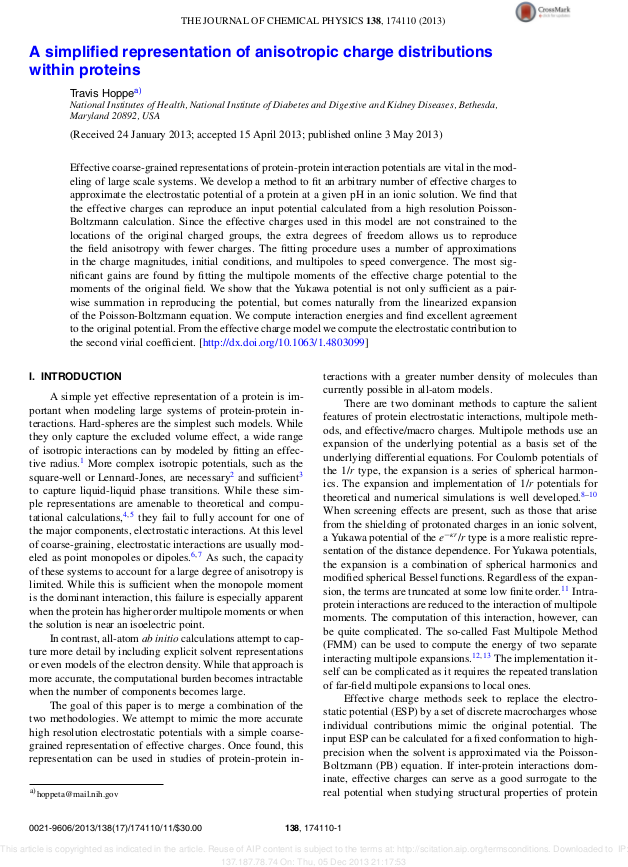 THE JOURNAL OF CHEMICAL PHYSICS 138, 174110 (2013)
CrossMark
A simplified representation of anisotropic charge distributions
within proteins
Travis Hoppe a)
National Institutes of Health, National Institute of Diabetes and Digestive and Kidney Diseases, Bethesda,
Maryland 20892, USA
(Received 24 January 2013; accepted 15 April 2013; published online 3 May 2013)
Effective coarse-grained representations of protein-protein interaction potentials are vital in the mod-
eling of large scale systems. We develop a method to fit an arbitrary number of effective charges to
approximate the electrostatic potential of a protein at a given pH in an ionic solution. We find that
the effective charges can reproduce an input potential calculated from a high resolution Poisson-
Boltzmann calculation. Since the effective charges used in this model are not constrained to the
locations of the original charged groups, the extra degrees of freedom allows us to reproduce
the field anisotropy with fewer charges. The fitting procedure uses a number of approximations
in the charge magnitudes, initial conditions, and multipoles to speed convergence. The most sig-
nificant gains are found by fitting the multipole moments of the effective charge potential to the
moments of the original field. We show that the Yukawa potential is not only sufficient as a pair-
wise summation in reproducing the potential, but comes naturally from the linearized expansion
of the Poisson-Boltzmann equation. We compute interaction energies and find excellent agreement
to the original potential. From the effective charge model we compute the electrostatic contribution to
the second virial coefficient. [http://dx.doi.org/10.1063/1.4803099]
I. INTRODUCTION
A simple yet effective representation of a protein is im-
portant when modeling large systems of protein-protein in-
teractions. Hard-spheres are the simplest such models. While
they only capture the excluded volume effect, a wide range
of isotropic interactions can by modeled by fitting an effec-
tive radius.1 More complex isotropic potentials, such as the
square-well or Lennard-Jones, are necessary2 and sufficient3
to capture liquid-liquid phase transitions. While these sim-
ple representations are amenable to theoretical and compu-
tational calculations,4,5 they fail to fully account for one of
the major components, electrostatic interactions. At this level
of coarse-graining, electrostatic interactions are usually mod-
eled as point monopoles or dipoles.6,7 As such, the capacity
of these systems to account for a large degree of anisotropy is
limited. While this is sufficient when the monopole moment
is the dominant interaction, this failure is especially apparent
when the protein has higher order multipole moments or when
the solution is near an isoelectric point.
In contrast, all-atom ab initio calculations attempt to cap-
ture more detail by including explicit solvent representations
or even models of the electron density. While that approach is
more accurate, the computational burden becomes intractable
when the number of components becomes large.
The goal of this paper is to merge a combination of the
two methodologies. We attempt to mimic the more accurate
high resolution electrostatic potentials with a simple coarse-
grained representation of effective charges. Once found, this
representation can be used in studies of protein-protein in-
a) hoppeta@mail.nih.gov
teractions with a greater number density of molecules than
currently possible in all-atom models.
There are two dominant methods to capture the salient
features of protein electrostatic interactions, multipole meth-
ods, and effective/macro charges. Multipole methods use an
expansion of the underlying potential as a basis set of the
underlying differential equations. For Coulomb potentials of
the 1/r type, the expansion is a series of spherical harmon-
ics. The expansion and implementation of 1/r potentials for
theoretical and numerical simulations is well developed.8–10
When screening effects are present, such as those that arise
from the shielding of protonated charges in an ionic solvent,
a Yukawa potential of the e−κr/r type is a more realistic repre-
sentation of the distance dependence. For Yukawa potentials,
the expansion is a combination of spherical harmonics and
modified spherical Bessel functions. Regardless of the expan-
sion, the terms are truncated at some low finite order.11 Intra-
protein interactions are reduced to the interaction of multipole
moments. The computation of this interaction, however, can
be quite complicated. The so-called Fast Multipole Method
(FMM) can be used to compute the energy of two separate
interacting multipole expansions.12,13 The implementation it-
self can be complicated as it requires the repeated translation
of far-field multipole expansions to local ones.
Effective charge methods seek to replace the electro-
static potential (ESP) by a set of discrete macrocharges whose
individual contributions mimic the original potential. The
input ESP can be calculated for a fixed conformation to high-
precision when the solvent is approximated via the Poisson-
Boltzmann (PB) equation. If inter-protein interactions dom-
inate, effective charges can serve as a good surrogate to the
real potential when studying structural properties of protein
0021-9606/2013/138(17)/174110/11/$30.00
138, 174110-1
This article is copyrighted as indicated in the article. Reuse of AIP content is subject to the terms at: http://scitation.aip.org/termsconditions. Downloaded to IP:
137.187.78.74 On: Thu, 05 Dec 2013 21:17:53